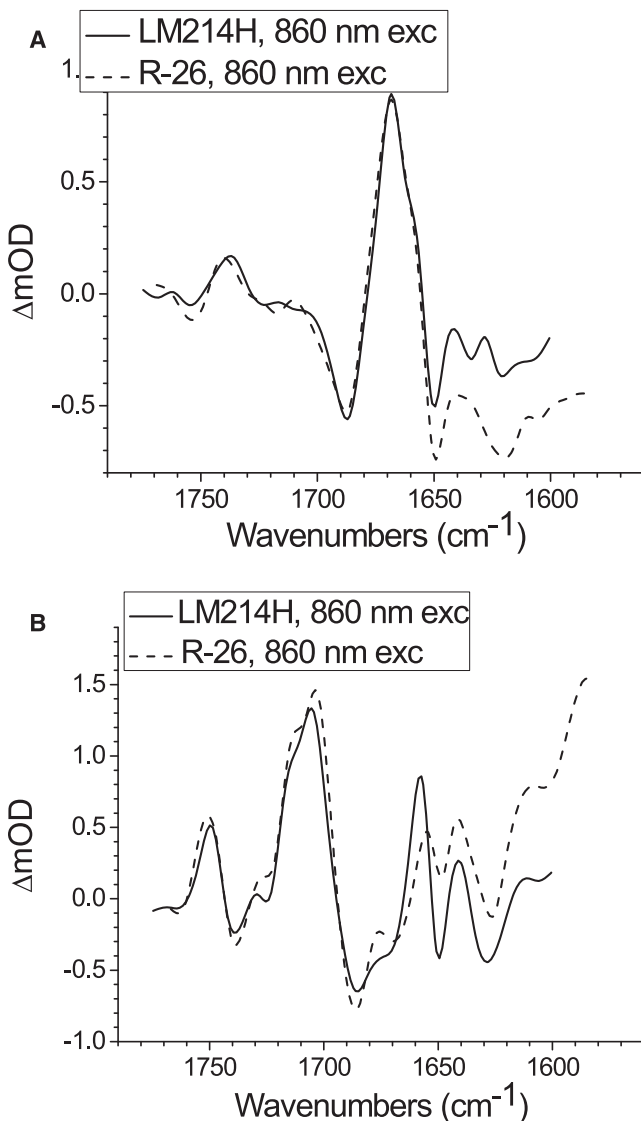 A
LM214H, 860 nm exc
R-26, 860 nm exc
1.
0.5
0.0
-0.5
ΔmOD
1750
1700
1650
1600
Wavenumbers (cm⁻¹)
B
LM214H, 860 nm exc
R-26, 860 nm exc
1.5
1.0
0.5
0.0
-0.5
-1.0
ΔmOD
1750
1700
1650
1600
Wavenumbers (cm⁻¹)